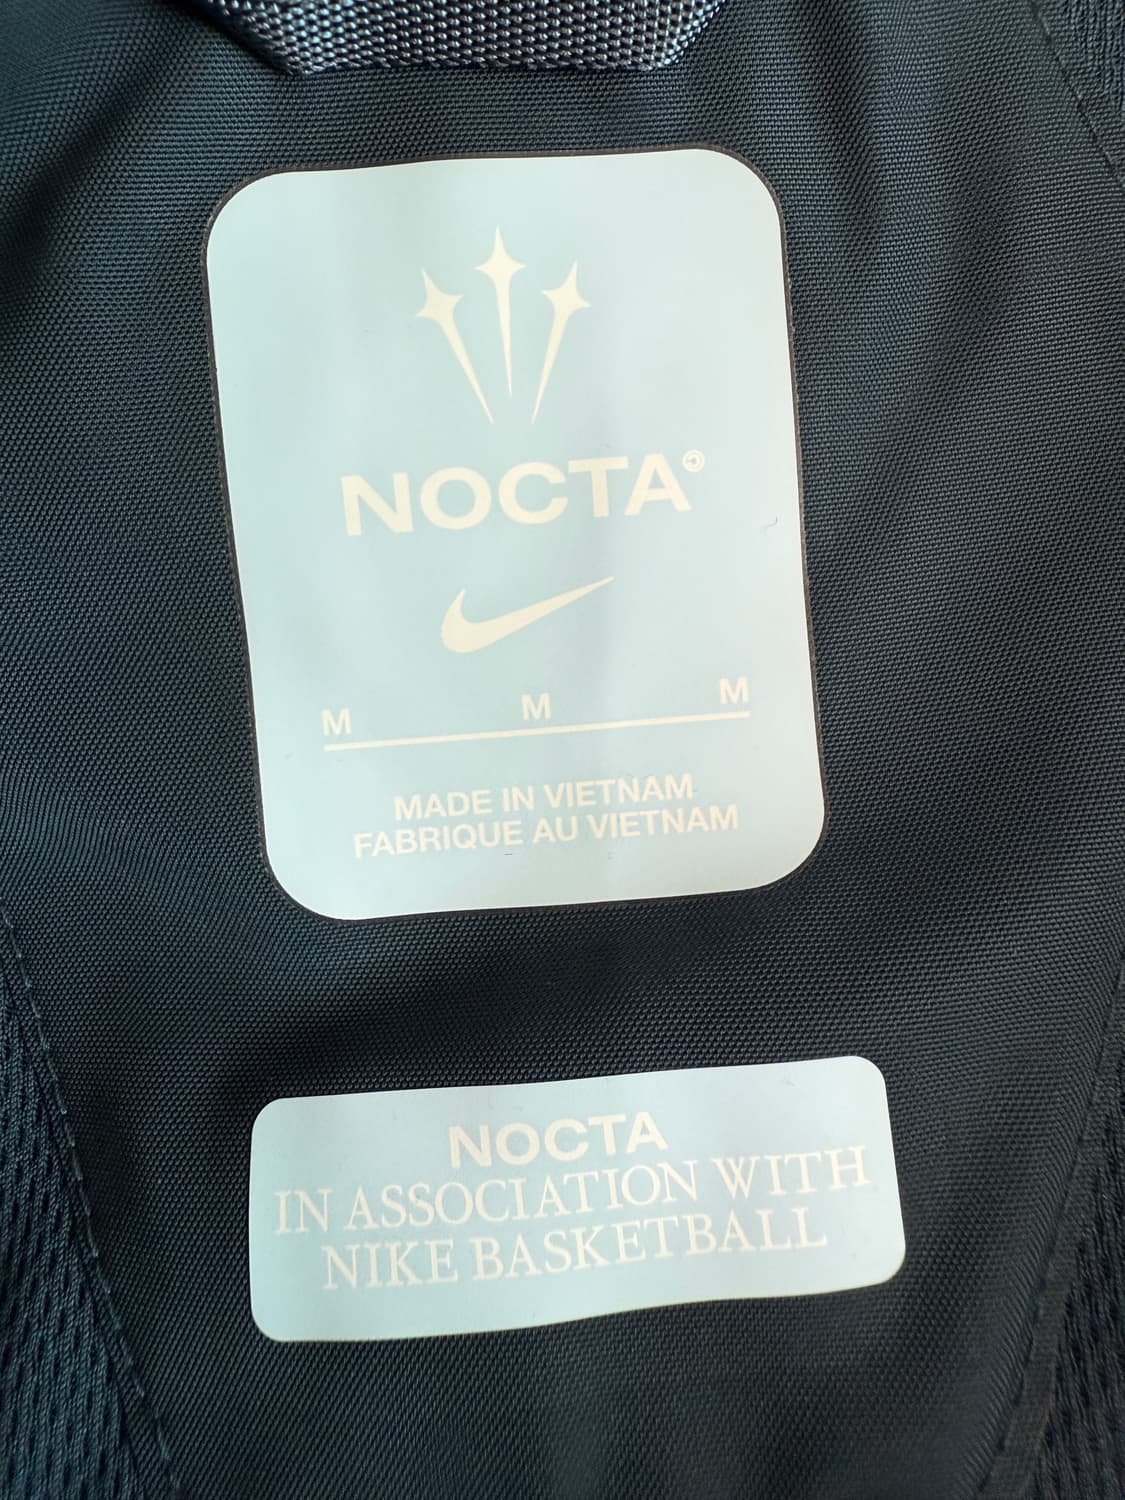 NOCTA
M M M
MADE IN VIETNAM
FABRIQUE AU VIETNAM
NOCTA
IN ASSOCIATION WITH
NIKE BASKETBALL